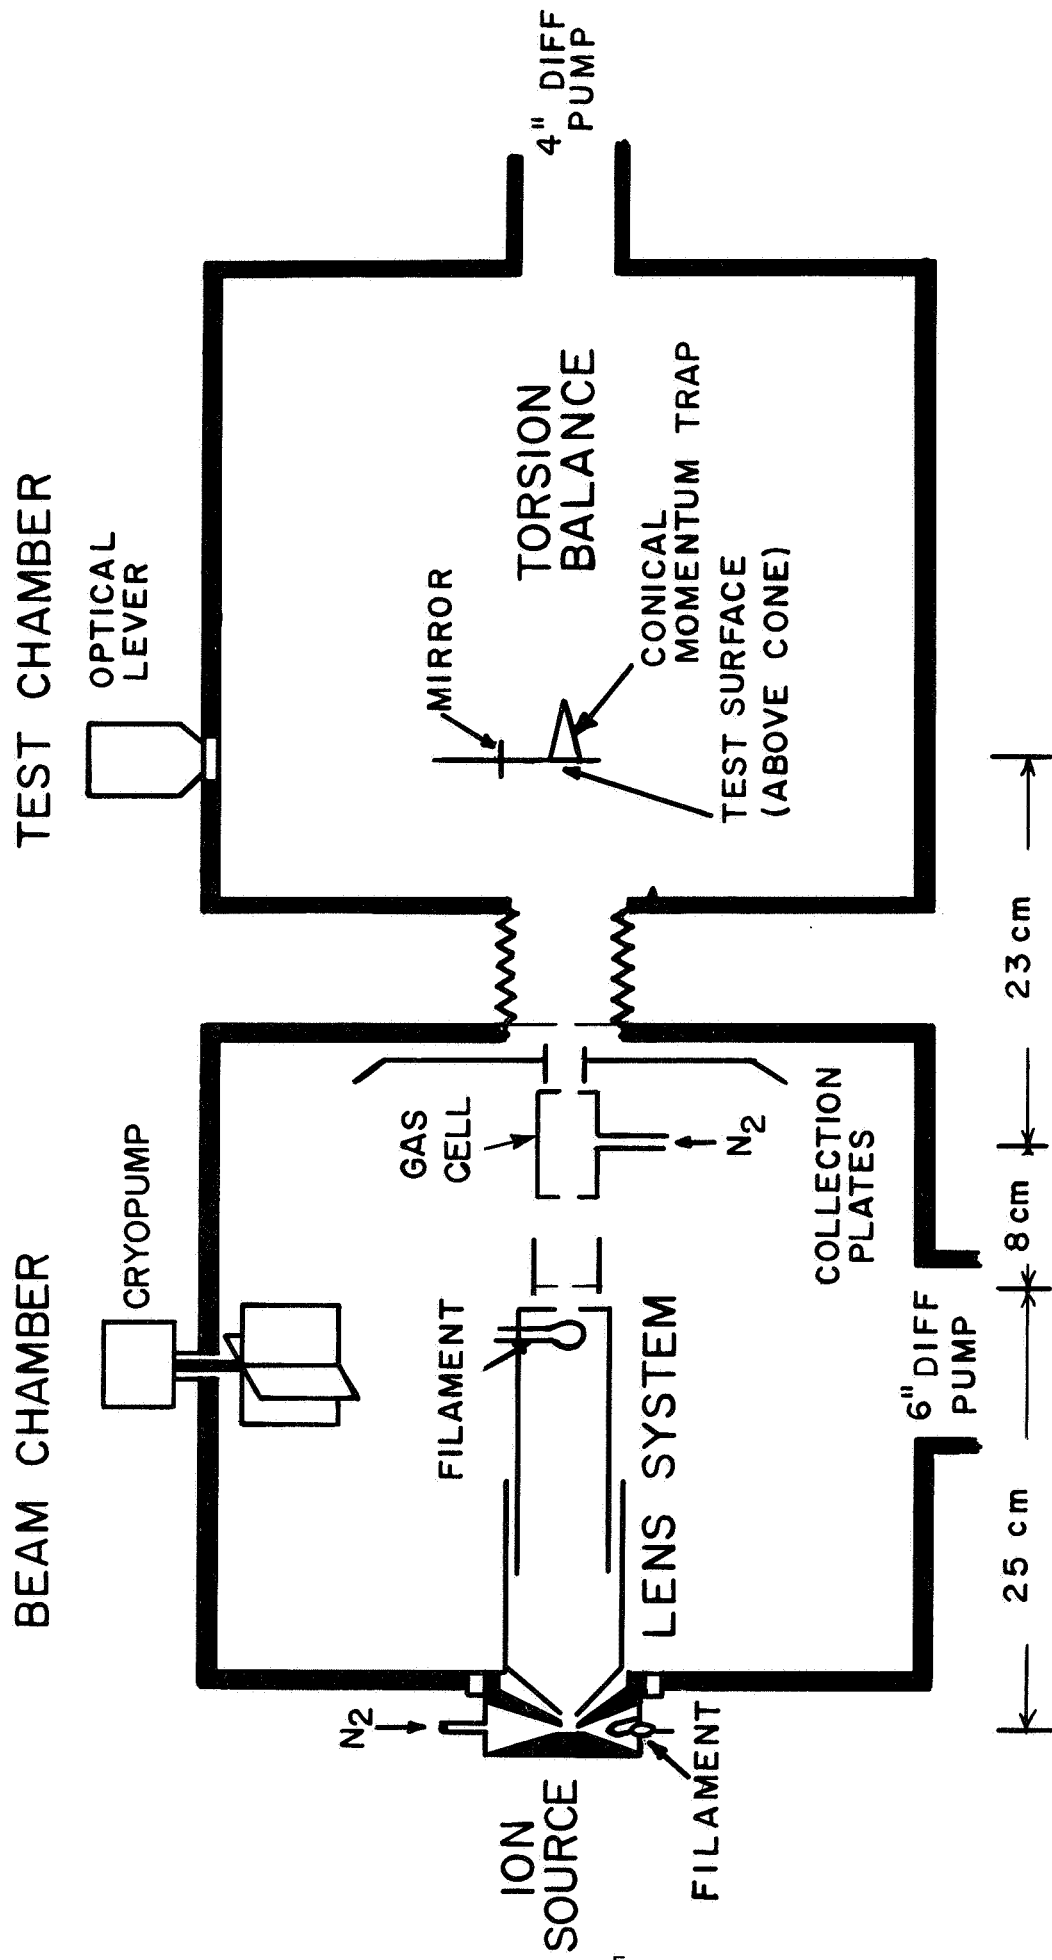 BEAM CHAMBER
TEST CHAMBER
CRYOPUMP
OPTICAL
LEVER
N2
GAS
CELL
FILAMENT
MIRROR
ION
SOURCE
TORSION
BALANCE
4" DIFF
PUMP
FILAMENT
LENS SYSTEM
N2
CONICAL
MOMENTUM TRAP
TEST SURFACE
(ABOVE CONE)
COLLECTION
PLATES
6" DIFF
PUMP
25 cm
8 cm
23 cm